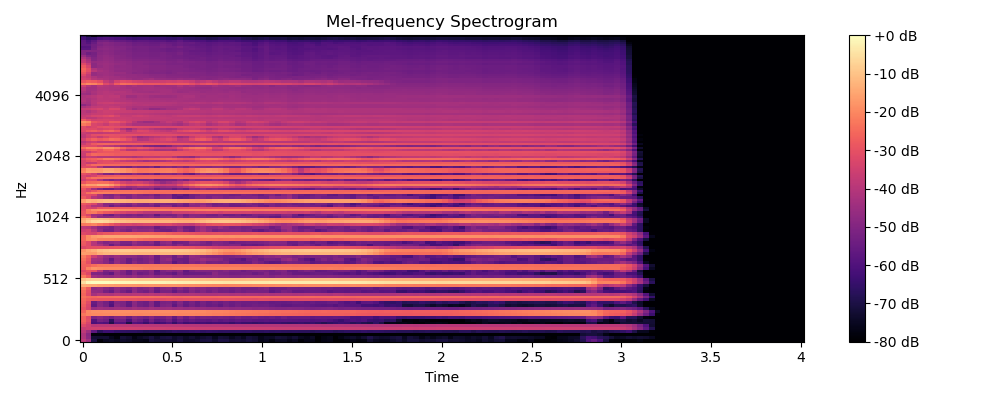 Mel-frequency Spectrogram
Hz
4096
2048
1024
512
0
0 0.5 1 1.5 2 2.5 3 3.5 4
Time
+0 dB
-10 dB
-20 dB
-30 dB
-40 dB
-50 dB
-60 dB
-70 dB
-80 dB